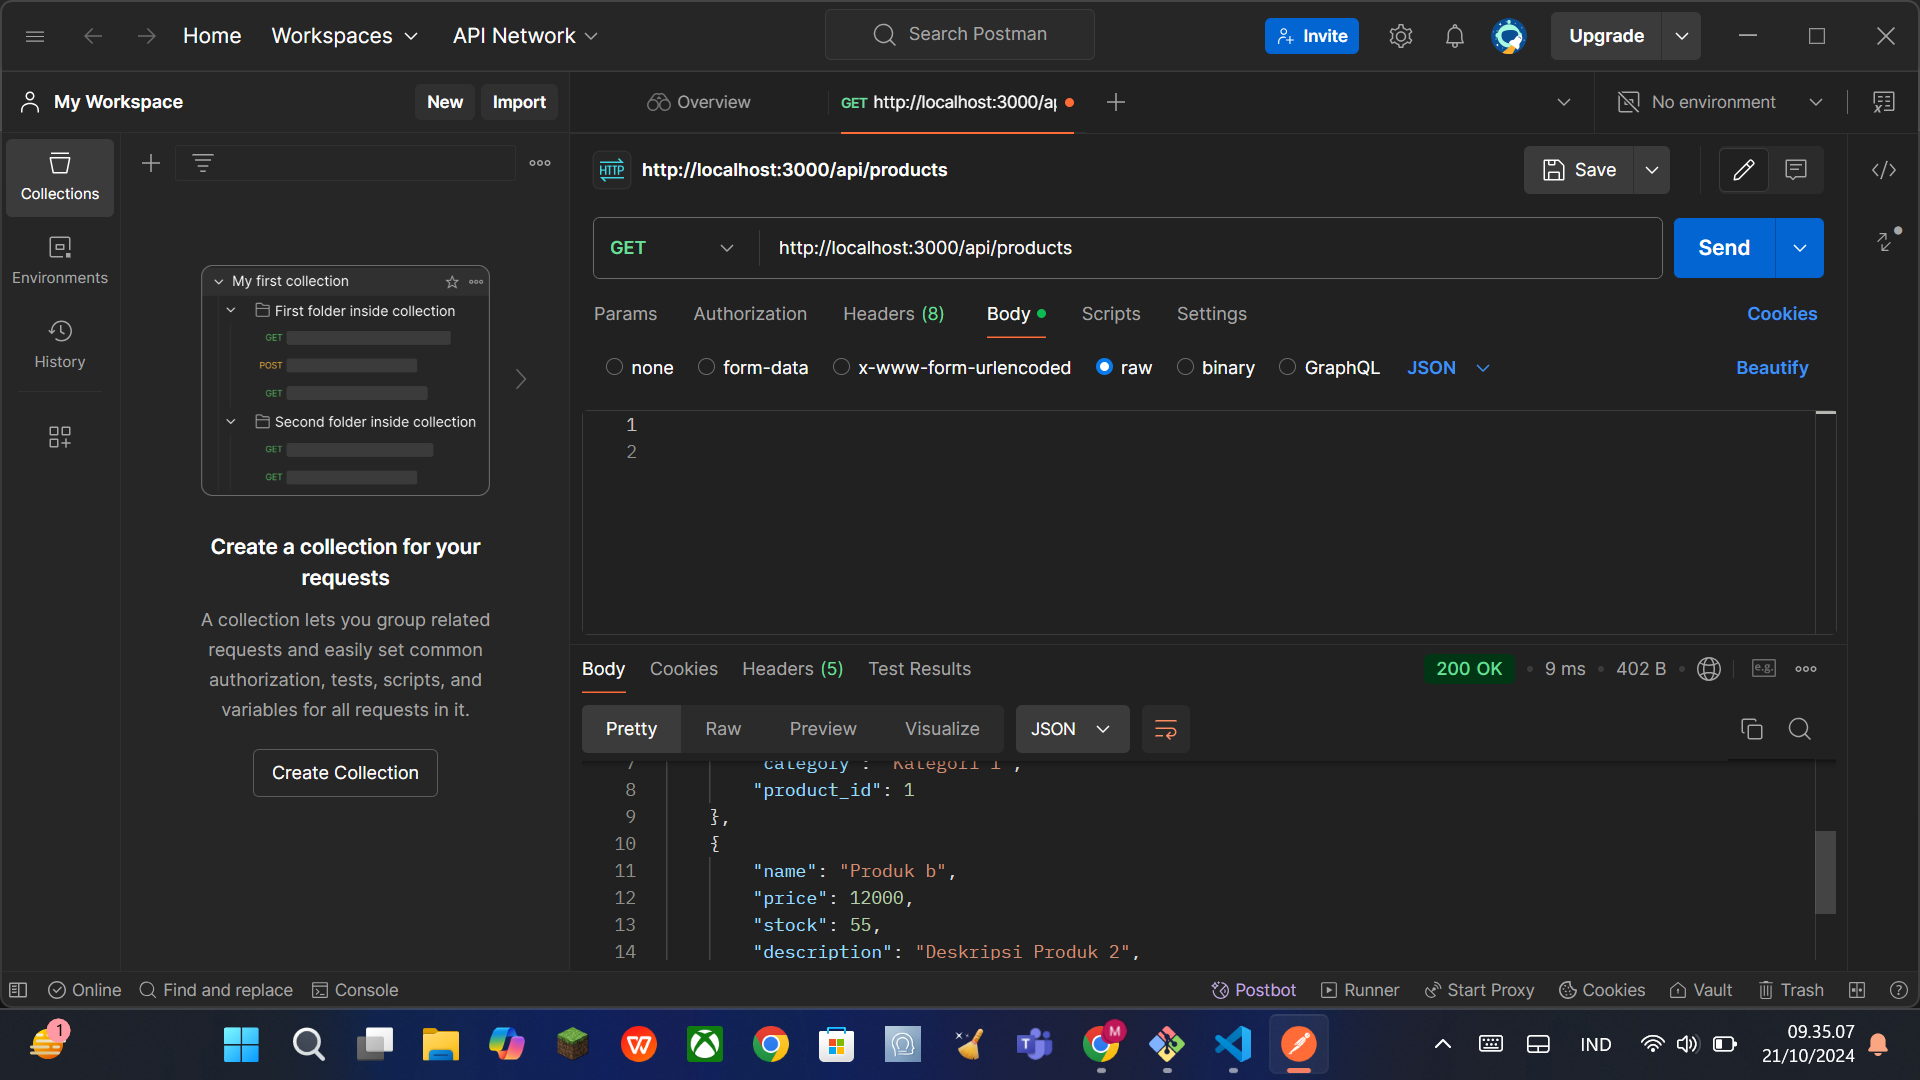 Home
Workspaces
API Network
Search Postman
Invite
Upgrade
My Workspace
New
Import
Overview
GET http://localhost:3000/a
No environment
Collections
Environments
History
My first collection
First folder inside collection
GET
POST
GET
Second folder inside collection
GET
GET
Create a collection for your
requests
A collection lets you group related
requests and easily set common
authorization, tests, scripts, and
variables for all requests in it.
Create Collection
HTTP
http://localhost:3000/api/products
Save
GET
http://localhost:3000/api/products
Send
Params
Authorization
Headers (8)
Body
Scripts
Settings
Cookies
none
form-data
x-www-form-urlencoded
raw
binary
GraphQL
JSON
Beautify
1
2
Body
Cookies
Headers (5)
Test Results
200 OK
9 ms
402 B
e.g.
Pretty
Raw
Preview
Visualize
JSON
7 "category": "Kategori 1",
8 "product_id": 1
9 },
10 {
11 "name": "Produk b",
12 "price": 12000,
13 "stock": 55,
14 "description": "Deskripsi Produk 2",
Online
Find and replace
Console
Postbot
Runner
Start Proxy
Cookies
Vault
Trash
1
M
IND
09.35.07
21/10/2024